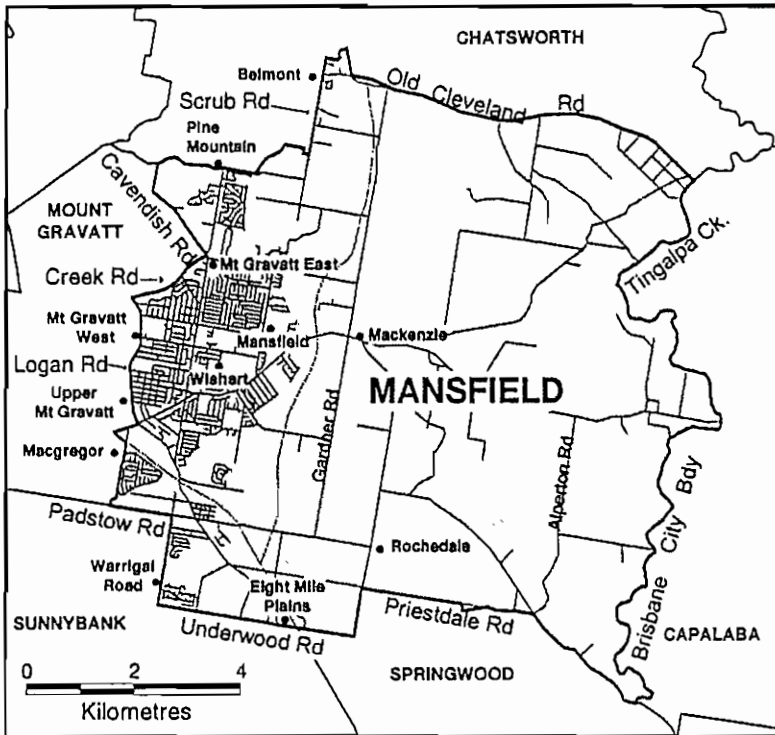 CHATSWORTH
Belmont
Old Cleveland Rd
Scrub Rd
Pine
Mountain
Cavendish Rd
MOUNT
GRAVATT
Tingalpa Ck.
Mt Gravatt East
Creek Rd
Mt Gravatt
West
Mansfield
Mackenzie
Logan Rd
Wishart
MANSFIELD
Upper
Mt Gravatt
Gardner Rd
Macgregor
Alperton Rd
Brisbane City Bdy
Padstow Rd
Rochedale
Warrigal
Road
Eight Mile
Plains
Priestdale Rd
SUNNYBANK
Underwood Rd
CAPALABA
SPRINGWOOD
0 2 4
Kilometres